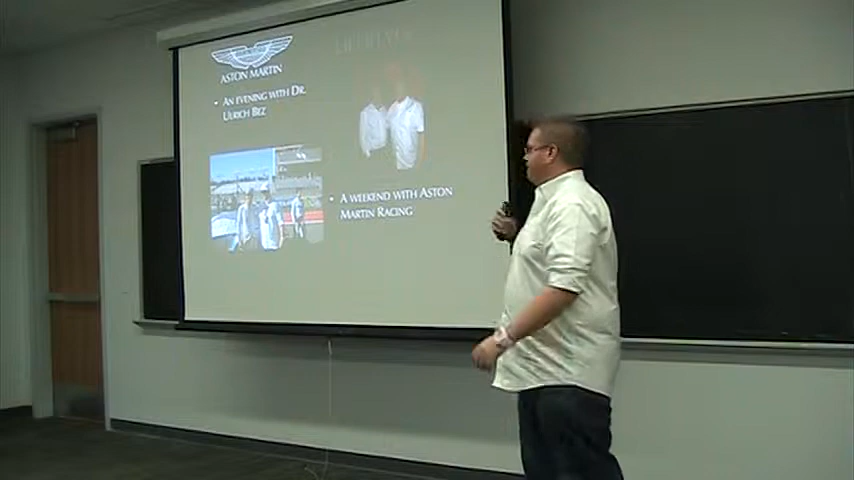 ASTON MARTIN
• AN EVENING WITH DR.
ULRICH BEZ
• A WEEKEND WITH ASTON
MARTIN RACING